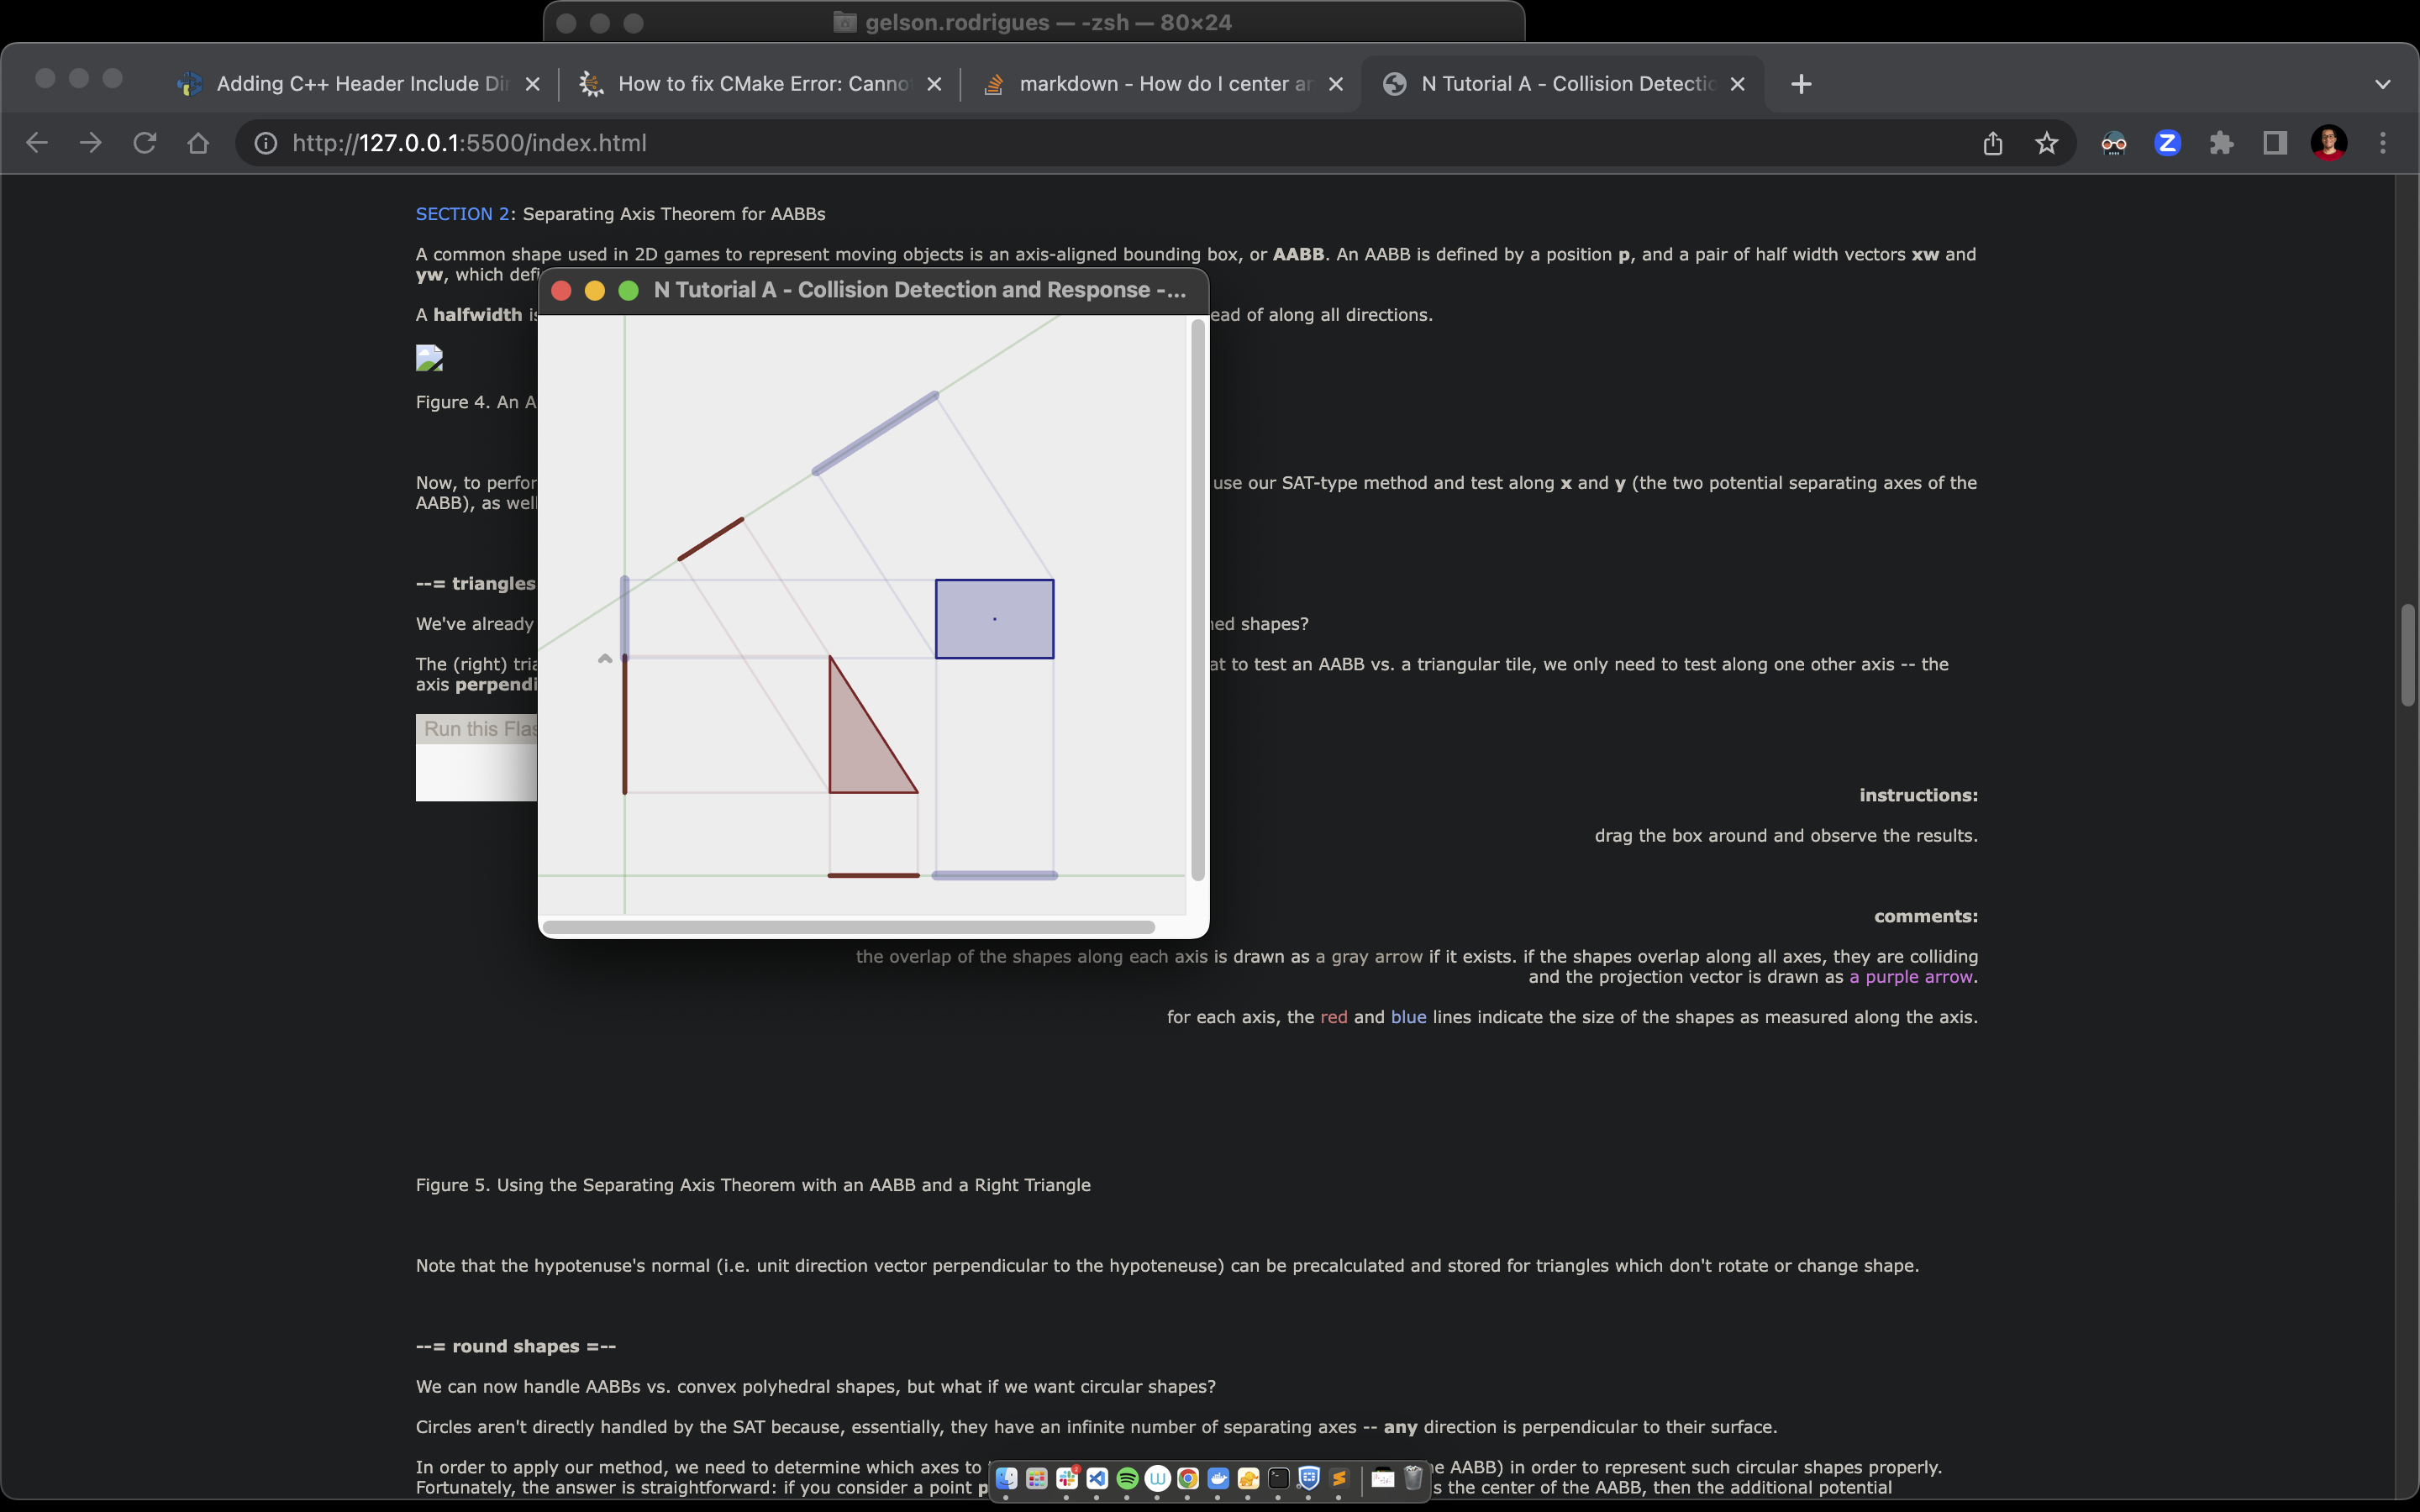 gelson.rodrigues — -zsh — 80×24
Adding C++ Header Include Dir
How to fix CMake Error: Canno
markdown - How do I center an
N Tutorial A - Collision Detectio
http://127.0.0.1:5500/index.html
SECTION 2: Separating Axis Theorem for AABBs
A common shape used in 2D games to represent moving objects is an axis-aligned bounding box, or AABB. An AABB is defined by a position p, and a pair of half width vectors xw and
yw, which defi
N Tutorial A - Collision Detection and Response -...
A halfwidth is ead of along all directions.
Figure 4. An A
Now, to perfor use our SAT-type method and test along x and y (the two potential separating axes of the
AABB), as well
--= triangles
We've already ned shapes?
The (right) tria at to test an AABB vs. a triangular tile, we only need to test along one other axis -- the
axis perpendi
Run this Flas
instructions:
drag the box around and observe the results.
comments:
the overlap of the shapes along each axis is drawn as a gray arrow if it exists. if the shapes overlap along all axes, they are colliding
and the projection vector is drawn as a purple arrow.
for each axis, the red and blue lines indicate the size of the shapes as measured along the axis.
Figure 5. Using the Separating Axis Theorem with an AABB and a Right Triangle
Note that the hypotenuse's normal (i.e. unit direction vector perpendicular to the hypoteneuse) can be precalculated and stored for triangles which don't rotate or change shape.
--= round shapes =--
We can now handle AABBs vs. convex polyhedral shapes, but what if we want circular shapes?
Circles aren't directly handled by the SAT because, essentially, they have an infinite number of separating axes -- any direction is perpendicular to their surface.
In order to apply our method, we need to determine which axes to e AABB) in order to represent such circular shapes properly.
Fortunately, the answer is straightforward: if you consider a point p s the center of the AABB, then the additional potential